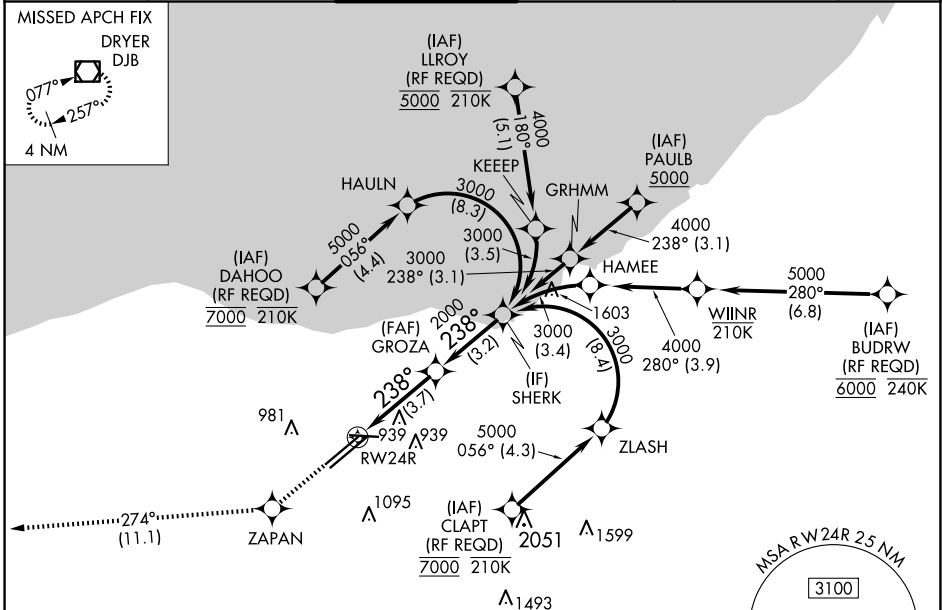 MISSED APCH FIX
DRYER
DJB
077°
257°
4 NM
(IAF)
LLROY
(RF REQD)
5000 210K
4000
180°
(5.1)
KEEEP
(IAF)
PAULB
5000
GRHMM
HAULN
3000
(8.3)
5000
056°
(4.4)
(IAF)
DAHOO
(RF REQD)
7000 210K
3000
(3.5)
3000
238° (3.1)
4000
238° (3.1)
HAMEE
1603
5000
280°
(6.8)
WIINR
210K
4000
280° (3.9)
(IAF)
BUDRW
(RF REQD)
6000 240K
(FAF)
GROZA
2000
238°
(3.2)
3000
(3.4)
(IF)
SHERK
3000
(8.4)
238°
(3.7)
981
939
939
RW24R
5000
056° (4.3)
ZLASH
1095
(IAF)
CLAPT
(RF REQD)
7000 210K
2051
1599
274°
(11.1)
ZAPAN
1493
MSA RW24R 25 NM
3100